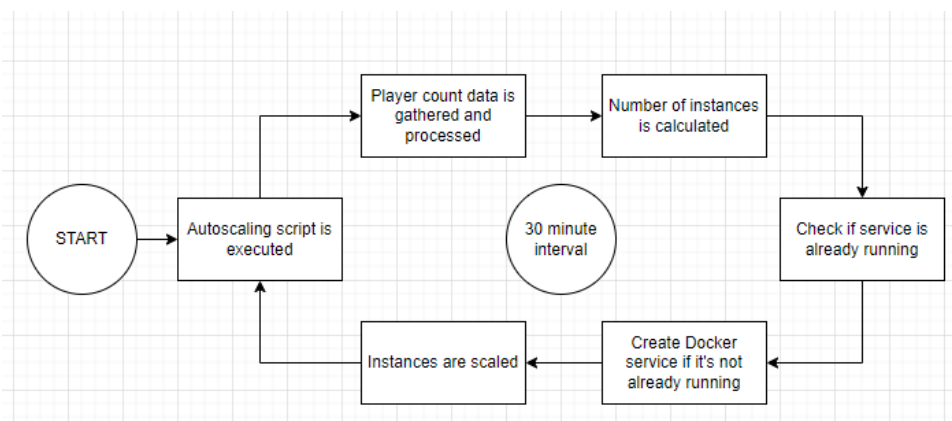 START
Autoscaling script is
executed
Player count data is
gathered and
processed
Number of instances
is calculated
Check if service is
already running
Create Docker
service if it's not
already running
Instances are scaled
30 minute
interval